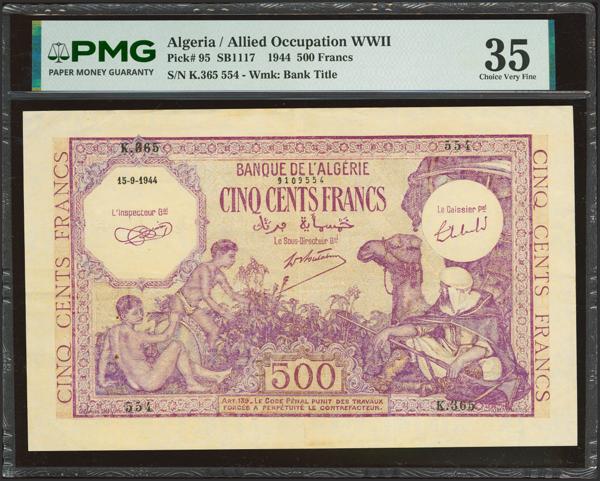 PMG
PAPER MONEY GUARANTY
Algeria / Allied Occupation WWII
Pick# 95 SB1117 1944 500 Francs
S/N K.365 554 - Wmk: Bank Title
35
Choice Very Fine
K.365
554
BANQUE DE L'ALGÉRIE
9109554
15-9-1944
CINQ CENTS FRANCS
خمسماية فرنك
L'Inspecteur Gal
Le Caissier Pal
Le Sous-Directeur Gal
CINQ CENTS FRANCS
CINQ CENTS FRANCS
500
554
K.365
ART. 139_ LE CODE PÉNAL PUNIT DES TRAVAUX
FORCÉS À PERPÉTUITÉ LE CONTREFACTEUR.